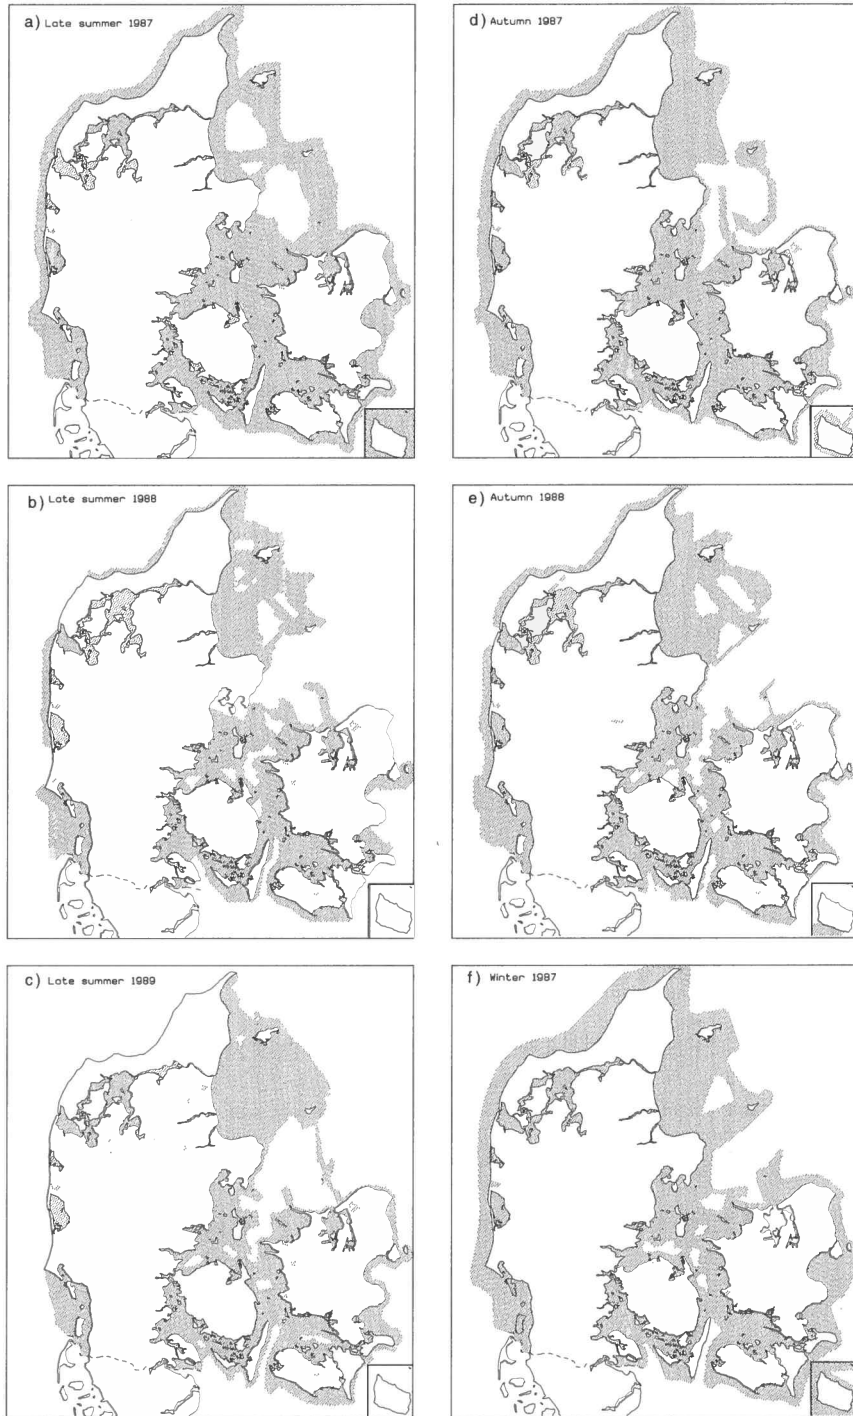 a) Late summer 1987
d) Autumn 1987
b) Late summer 1988
e) Autumn 1988
c) Late summer 1989
f) Winter 1987